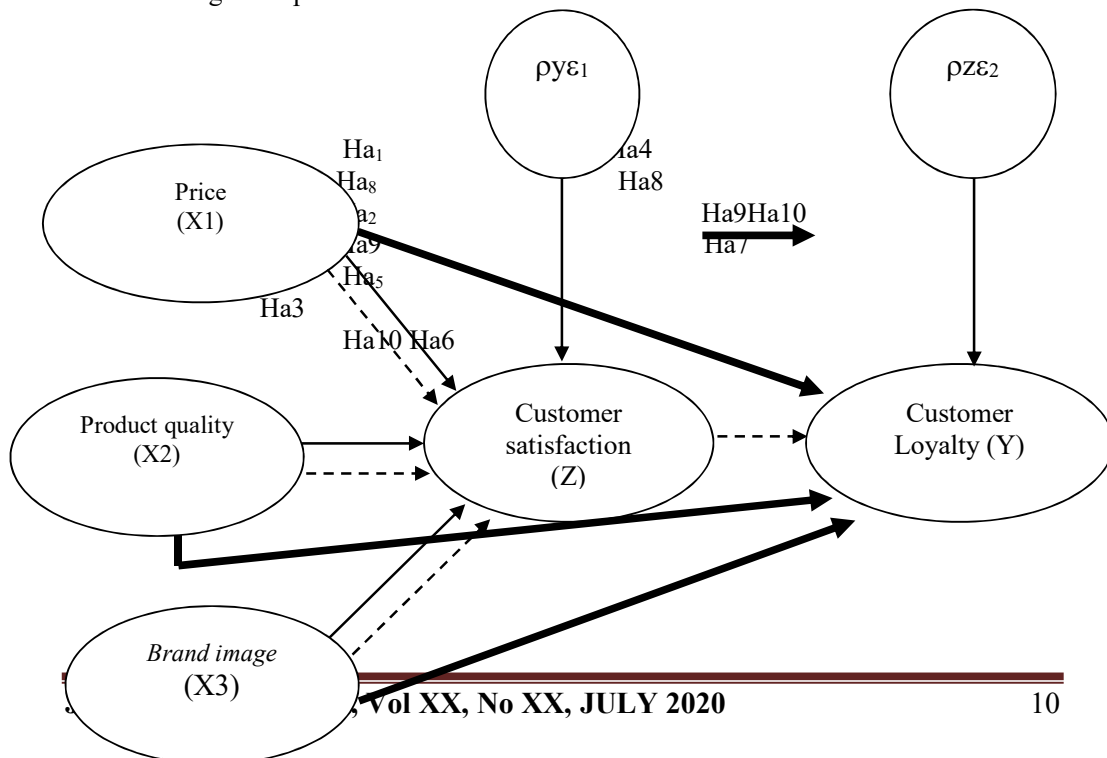 ρyε₁
ρzε₂
Ha₁
Ha₈
Ha4
Ha8
Price
(X1)
Ha9Ha10
Ha7
Ha₅
Ha3
Ha10 Ha6
Product quality
(X2)
Customer
satisfaction
(Z)
Customer
Loyalty (Y)
Brand image
(X3)
Vol XX, No XX, JULY 2020
10